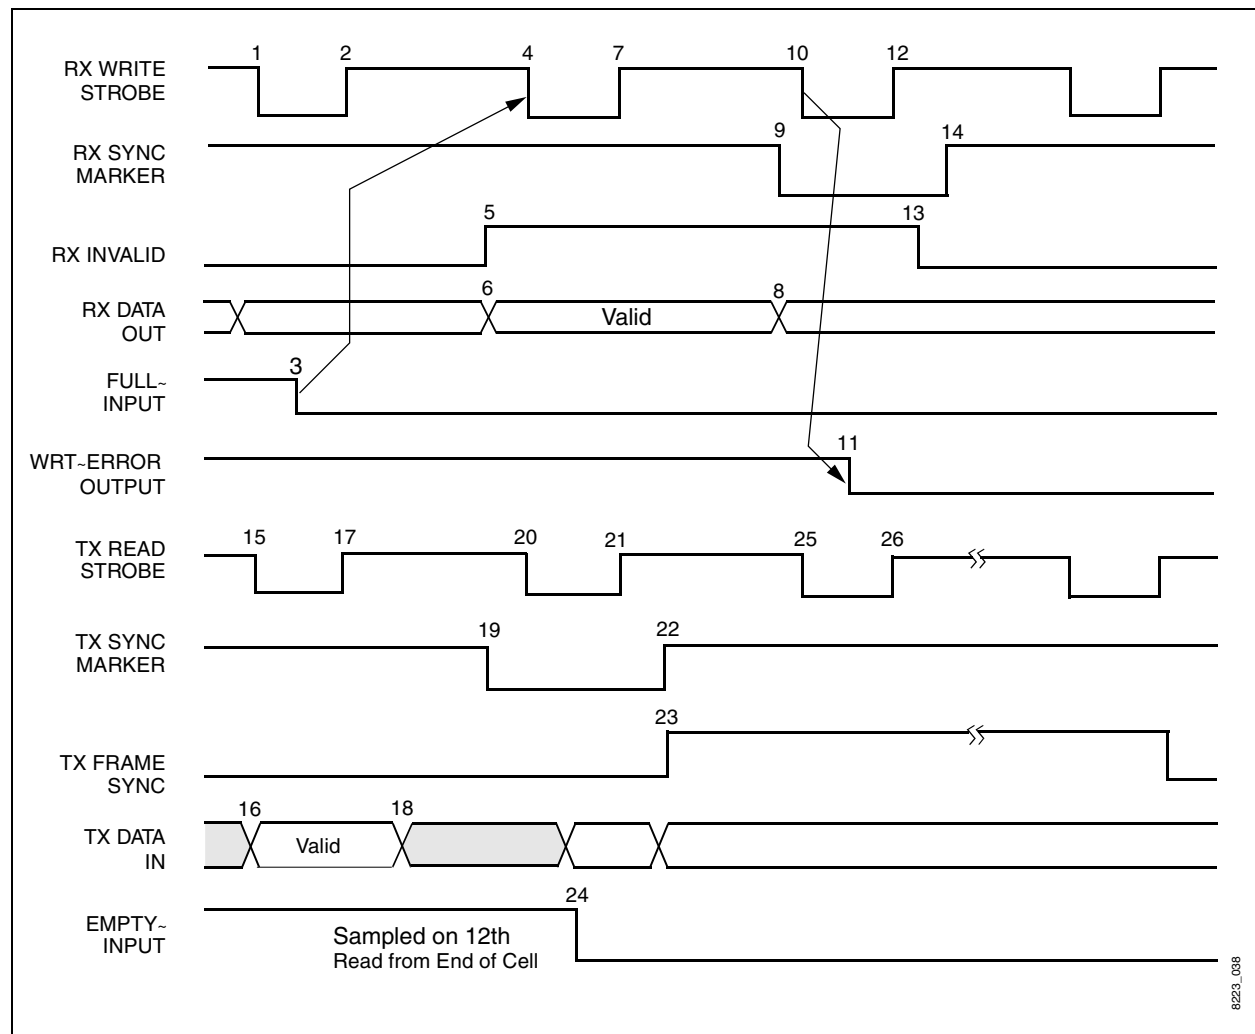 1 2 4 7 10 12
RX WRITE
STROBE
9 14
RX SYNC
MARKER
5 13
RX INVALID
6 8
RX DATA
OUT
Valid
3
FULL~
INPUT
11
WRT~ERROR
OUTPUT
15 17 20 21 25 26
TX READ
STROBE
19 22
TX SYNC
MARKER
23
TX FRAME
SYNC
16 18
TX DATA
IN
Valid
24
EMPTY~
INPUT
Sampled on 12th
Read from End of Cell
8223_038